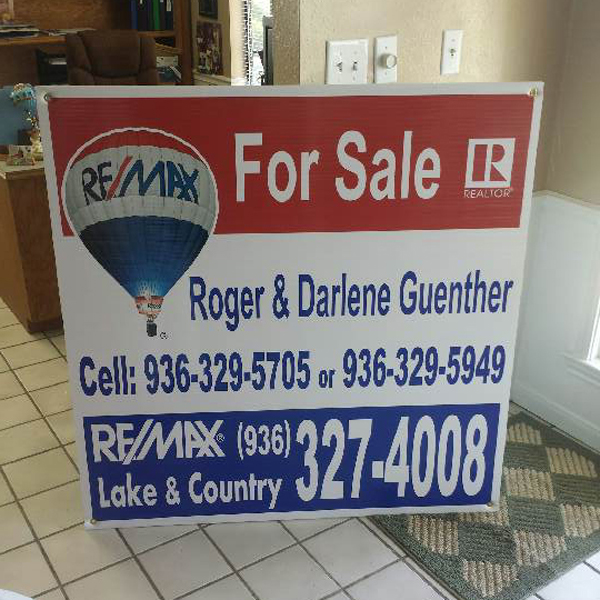 RE/MAX
For Sale
R
REALTOR®
Roger & Darlene Guenther
®
Cell: 936-329-5705 or 936-329-5949
RE/MAX® (936) 327-4008
Lake & Country